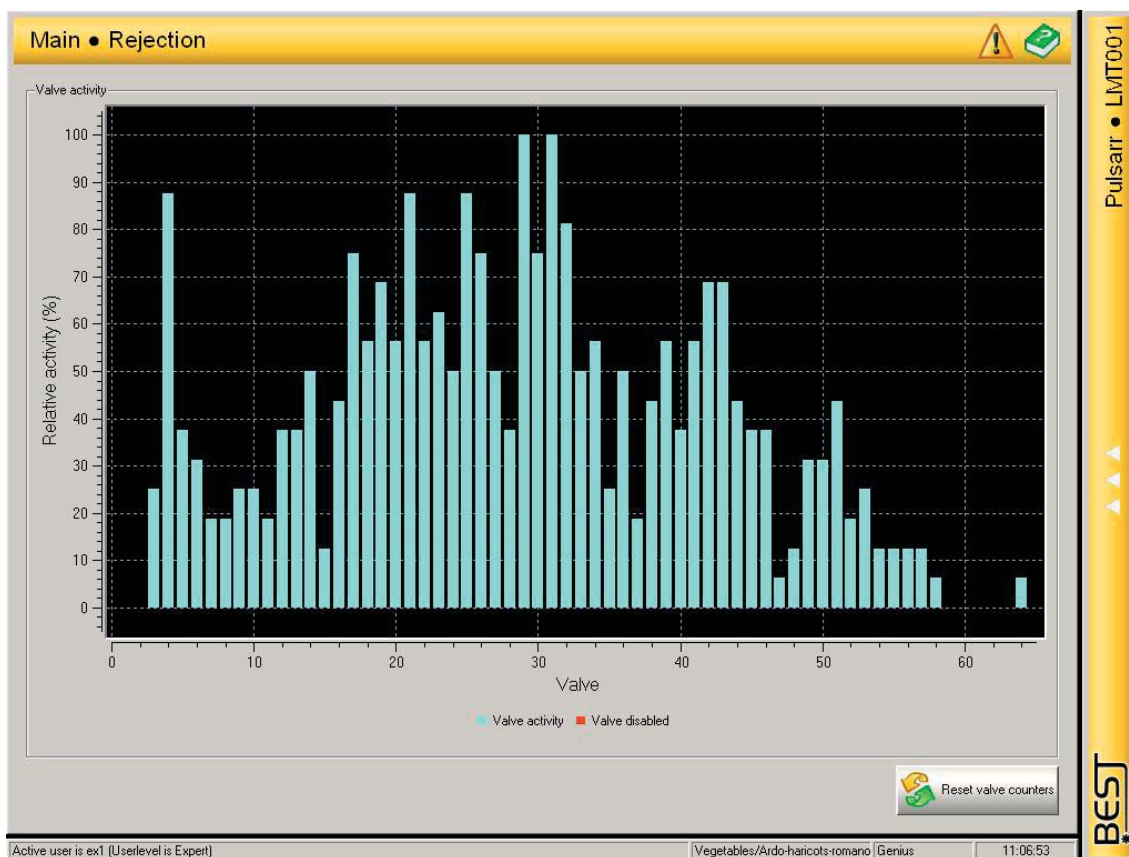 Main ● Rejection
Valve activity
100
90
80
70
60
50
40
30
20
10
0
Relative activity (%)
0 10 20 30 40 50 60
Valve
Valve activity Valve disabled
Reset valve counters
Active user is ex1 (Userlevel is Expert) Vegetables/Ardo-haricots-romano Genius 11:06:53
Pulsarr ● LMT001
BEST